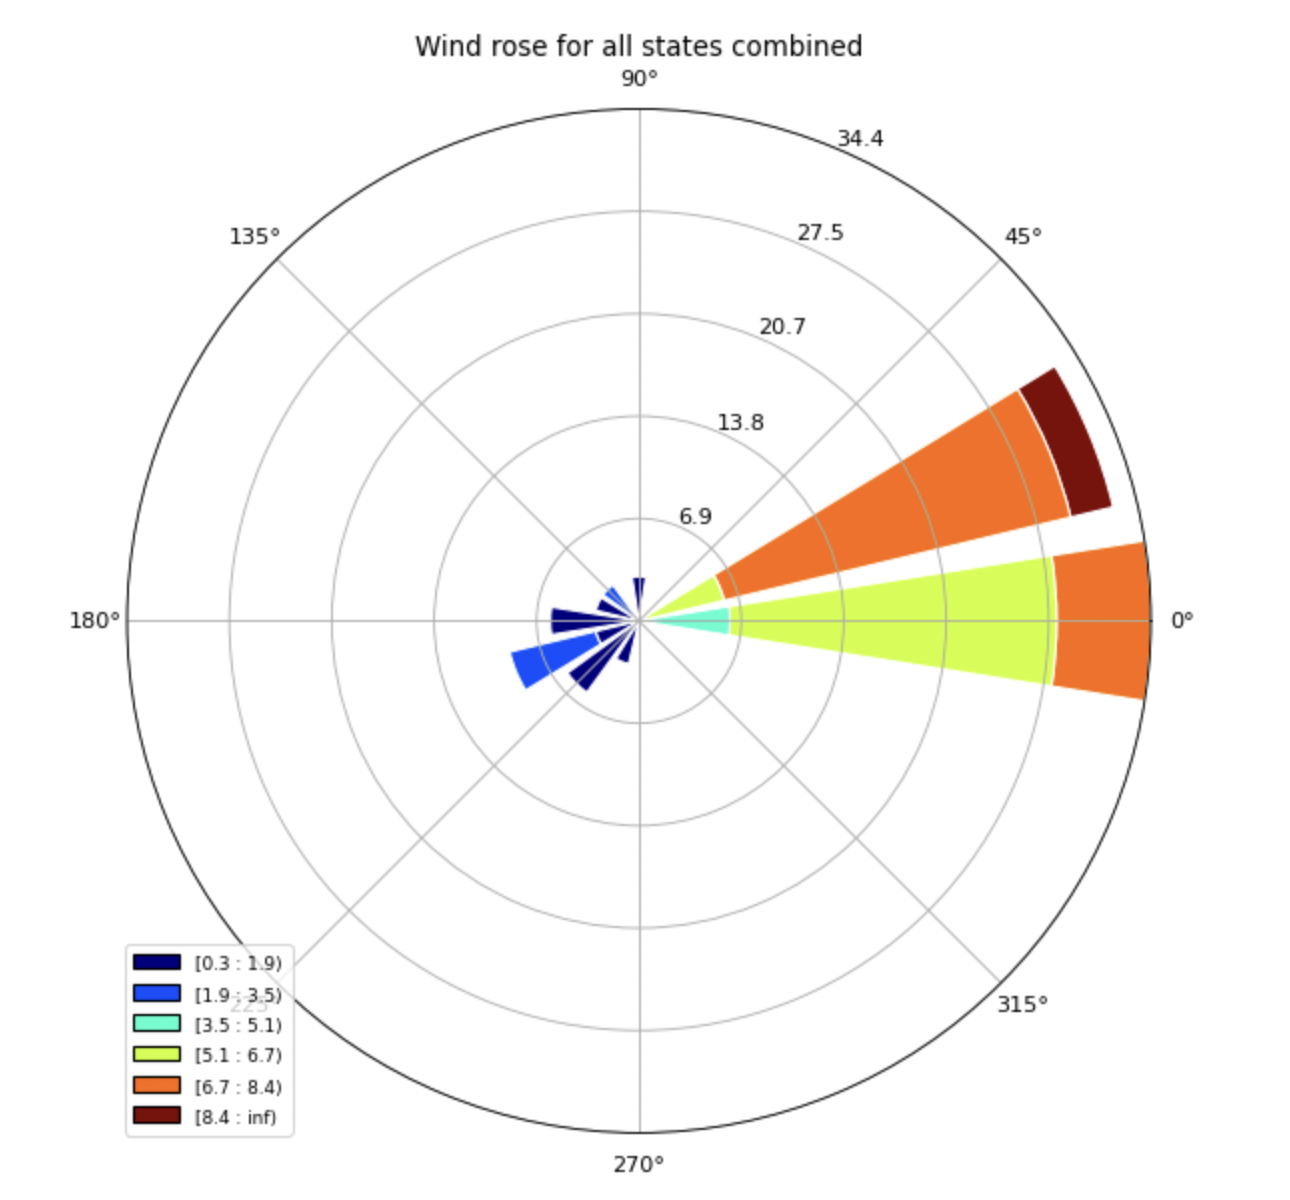 Wind rose for all states combined
90°
34.4
135°
27.5
45°
20.7
13.8
6.9
180°
0°
[0.3 : 1.9)
[1.9 : 3.5)
225°
315°
[3.5 : 5.1)
[5.1 : 6.7)
[6.7 : 8.4)
[8.4 : inf)
270°